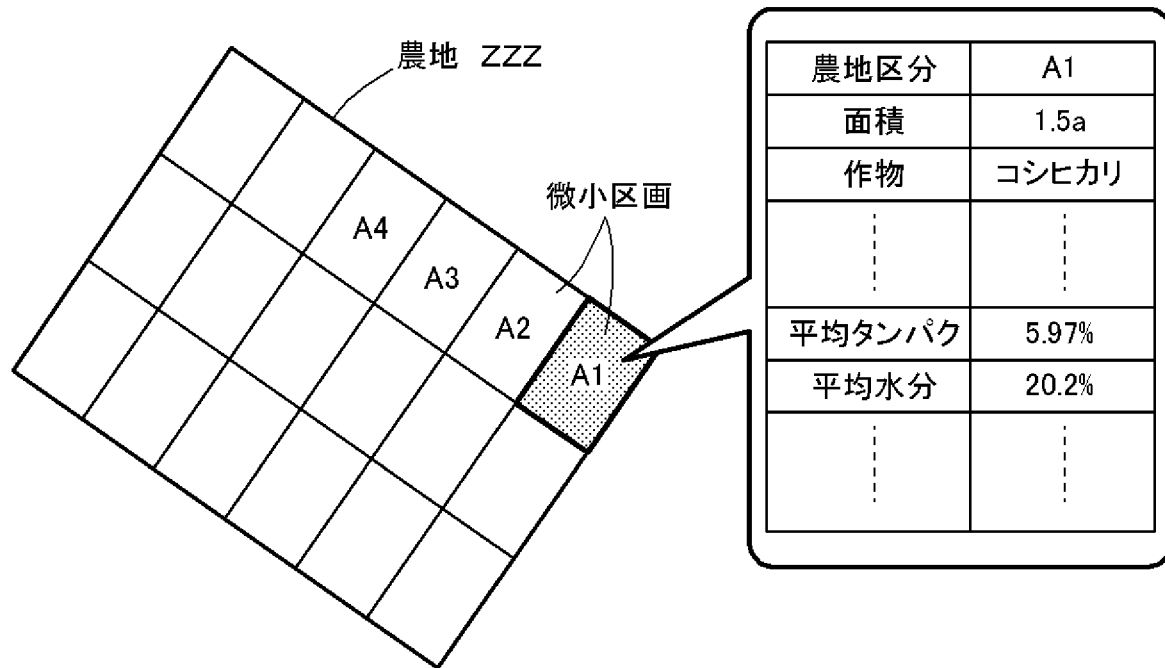 農地 ZZZ
微小区画
A4
A3
A2
A1
農地区分 A1
面積 1.5a
作物 コシヒカリ
平均タンパク 5.97%
平均水分 20.2%